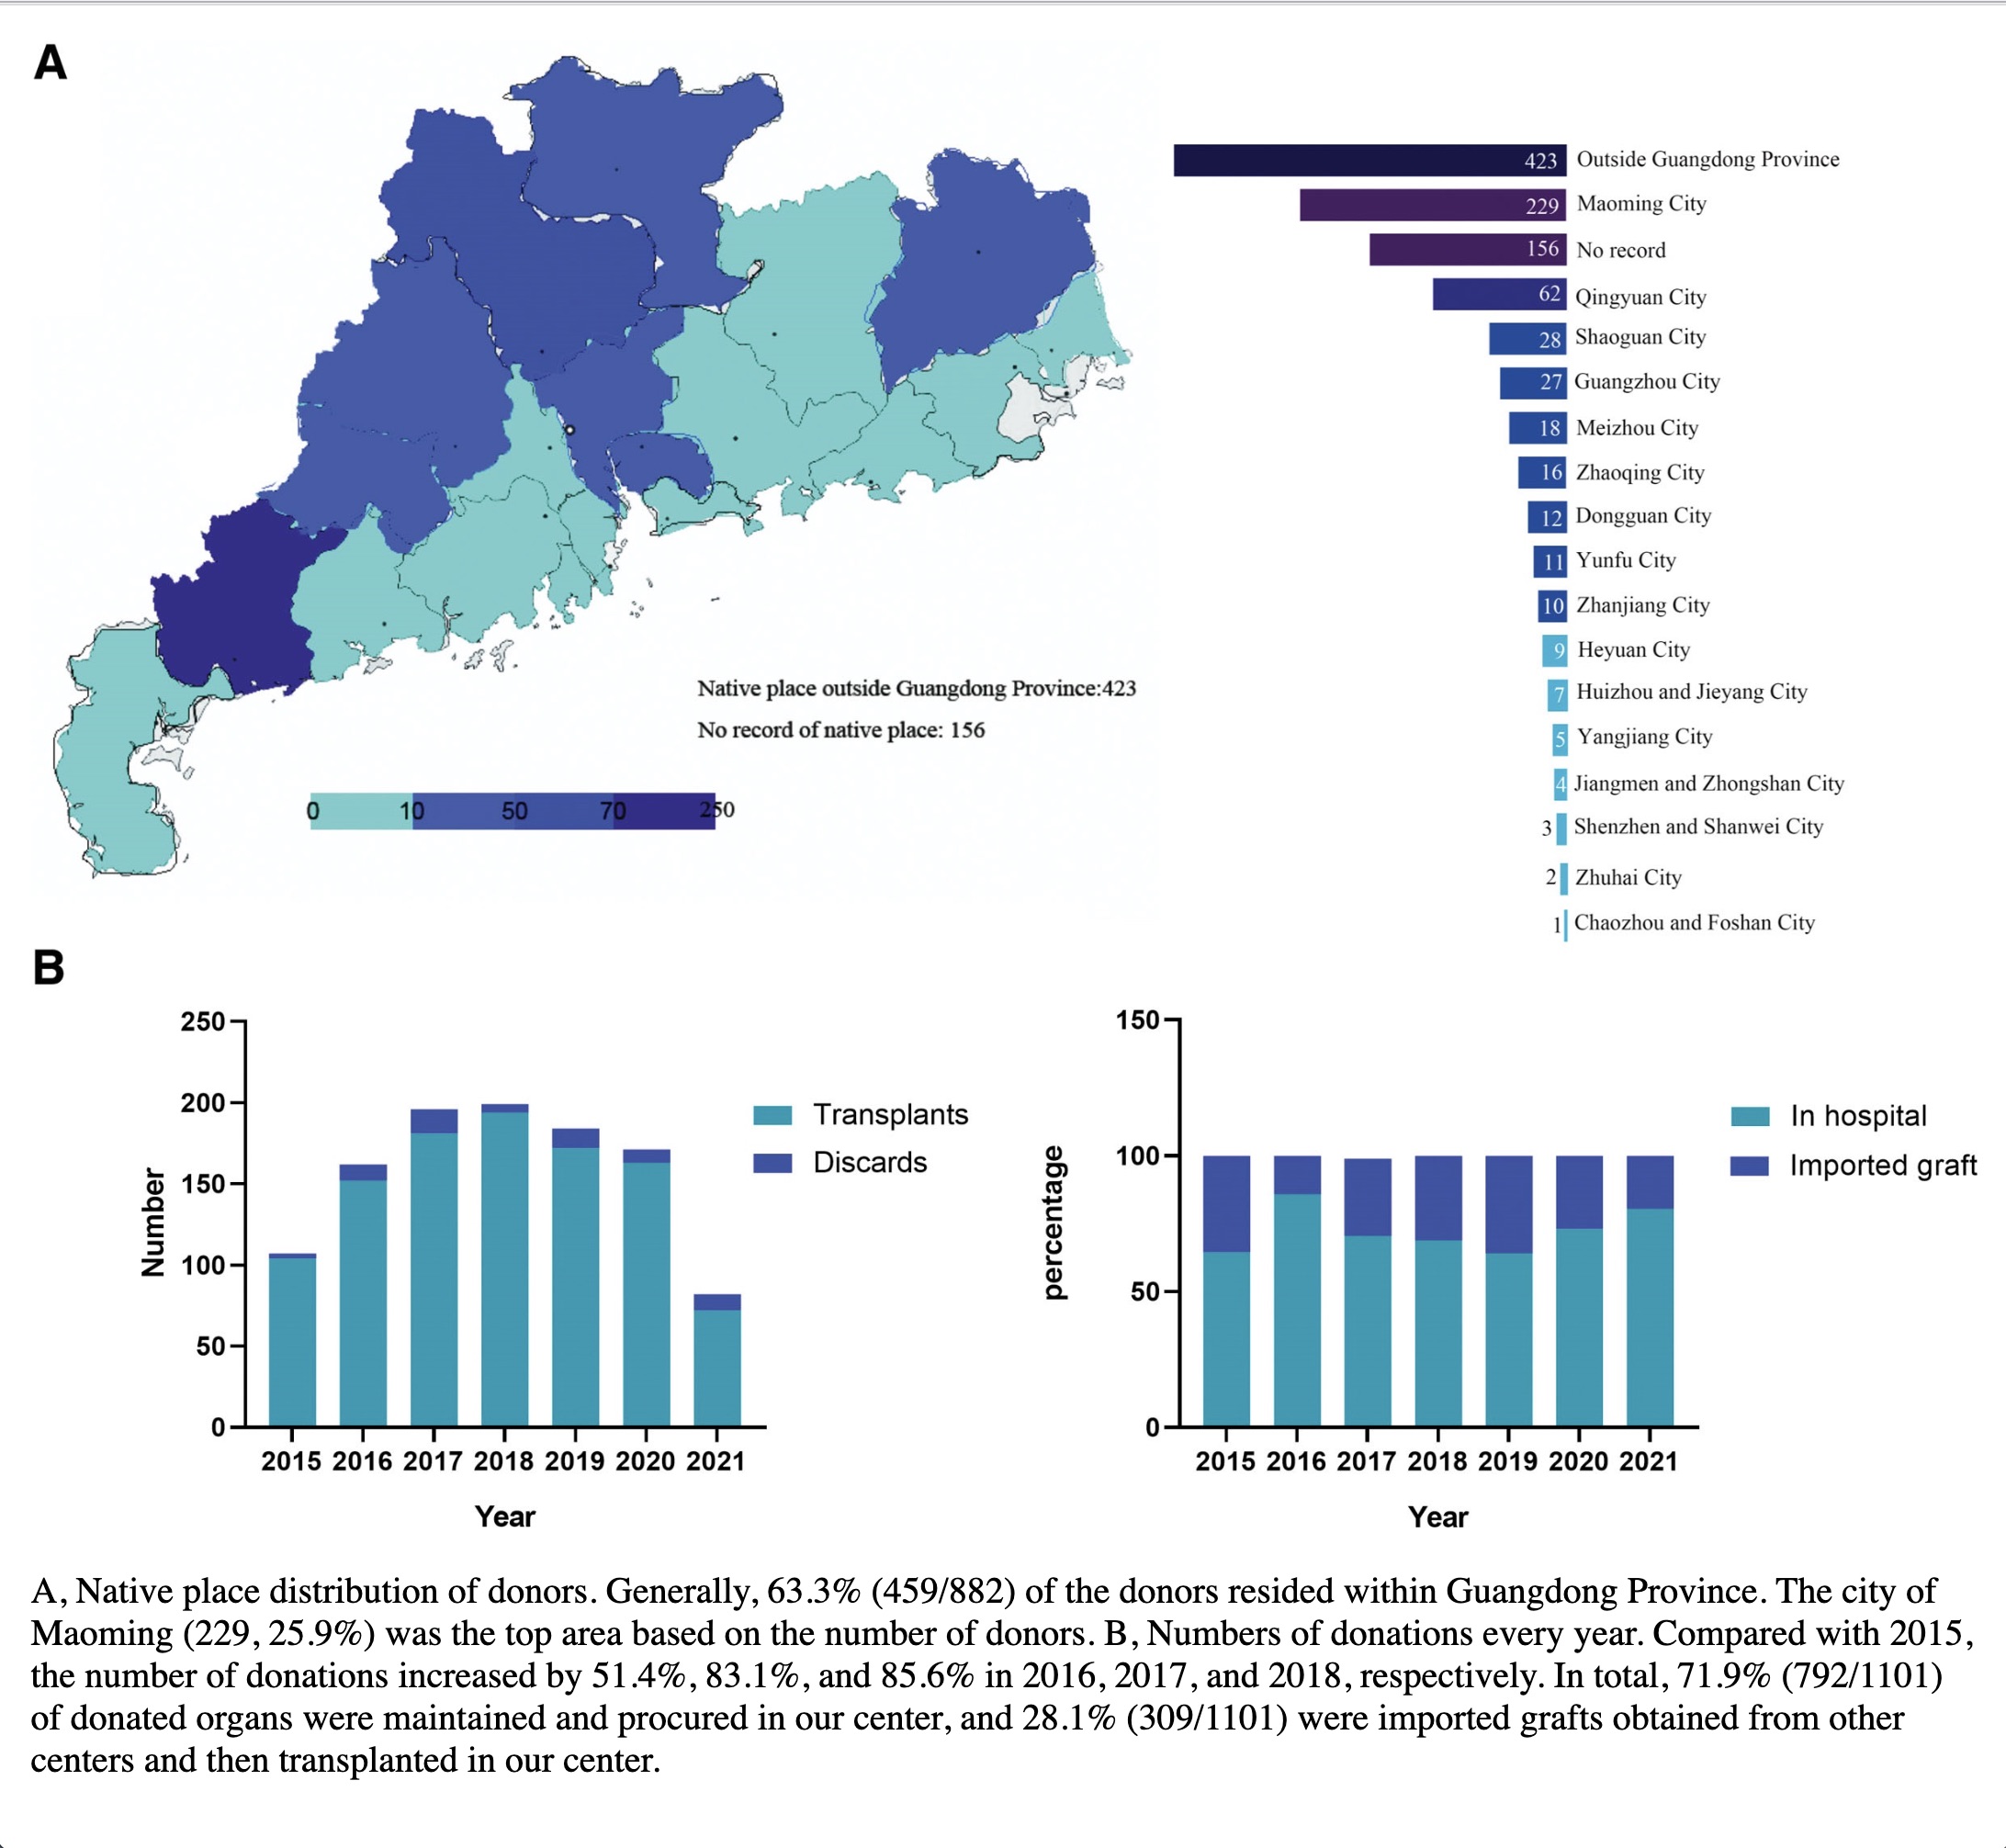 A
423 Outside Guangdong Province
229 Maoming City
156 No record
62 Qingyuan City
28 Shaoguan City
27 Guangzhou City
18 Meizhou City
16 Zhaoqing City
12 Dongguan City
11 Yunfu City
10 Zhanjiang City
9 Heyuan City
7 Huizhou and Jieyang City
5 Yangjiang City
4 Jiangmen and Zhongshan City
3 Shenzhen and Shanwei City
2 Zhuhai City
1 Chaozhou and Foshan City
Native place outside Guangdong Province:423
No record of native place: 156
0 10 50 70 250
B
250
200
150
100
50
0
Number
2015 2016 2017 2018 2019 2020 2021
Year
Transplants
Discards
150
100
50
0
percentage
2015 2016 2017 2018 2019 2020 2021
Year
In hospital
Imported graft
A, Native place distribution of donors. Generally, 63.3% (459/882) of the donors resided within Guangdong Province. The city of
Maoming (229, 25.9%) was the top area based on the number of donors. B, Numbers of donations every year. Compared with 2015,
the number of donations increased by 51.4%, 83.1%, and 85.6% in 2016, 2017, and 2018, respectively. In total, 71.9% (792/1101)
of donated organs were maintained and procured in our center, and 28.1% (309/1101) were imported grafts obtained from other
centers and then transplanted in our center.